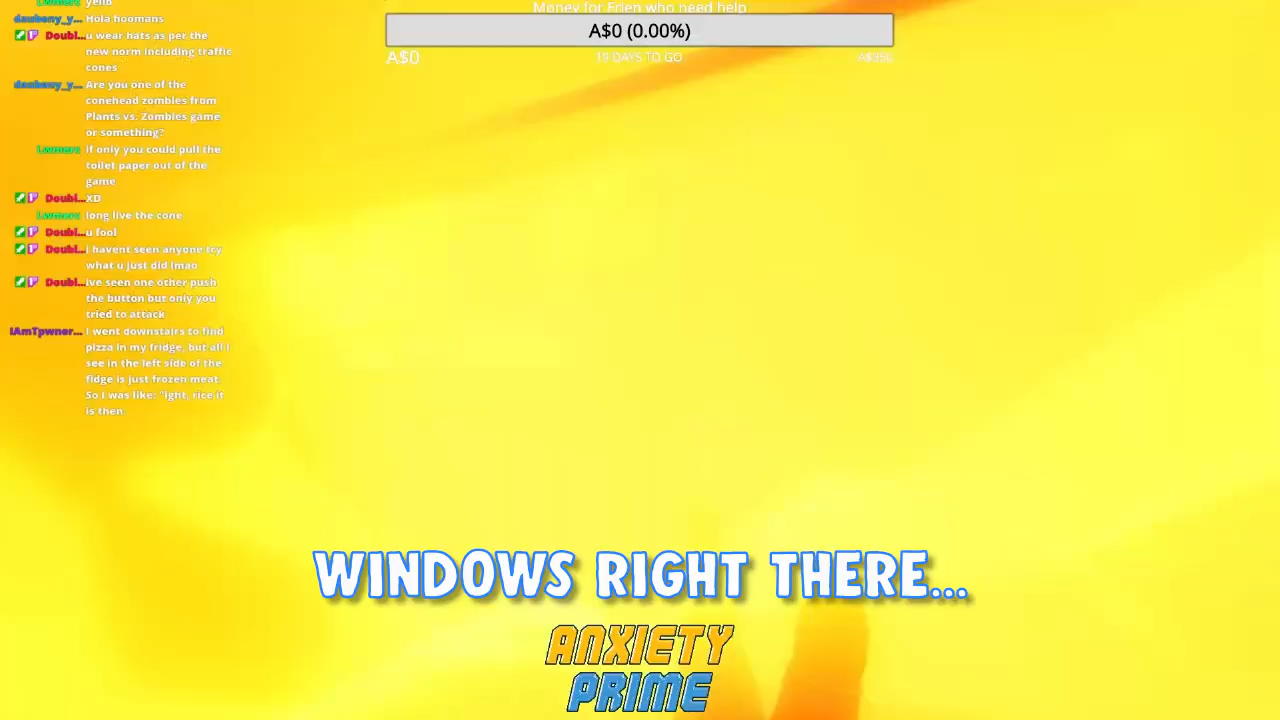 Lwmerc yello
Money for Frien who need help
daubeny_y... Hola hoomans
A$0 (0.00%)
Doubl... u wear hats as per the
new norm including traffic
cones
A$0 19 DAYS TO GO A$350
daubeny_y... Are you one of the
conehead zombies from
Plants vs. Zombies game
or something?
Lwmerc if only you could pull the
toilet paper out of the
game
Doubl... XD
Lwmerc long live the cone
Doubl... u fool
Doubl... i havent seen anyone try
what u just did lmao
Doubl... ive seen one other push
the button but only you
tried to attack
IAmTpwner... I went downstairs to find
pizza in my fridge, but all I
see in the left side of the
fidge is just frozen meat.
So I was like: "Ight, rice it
is then.
WINDOWS RIGHT THERE...
ANXIETY
PRIME